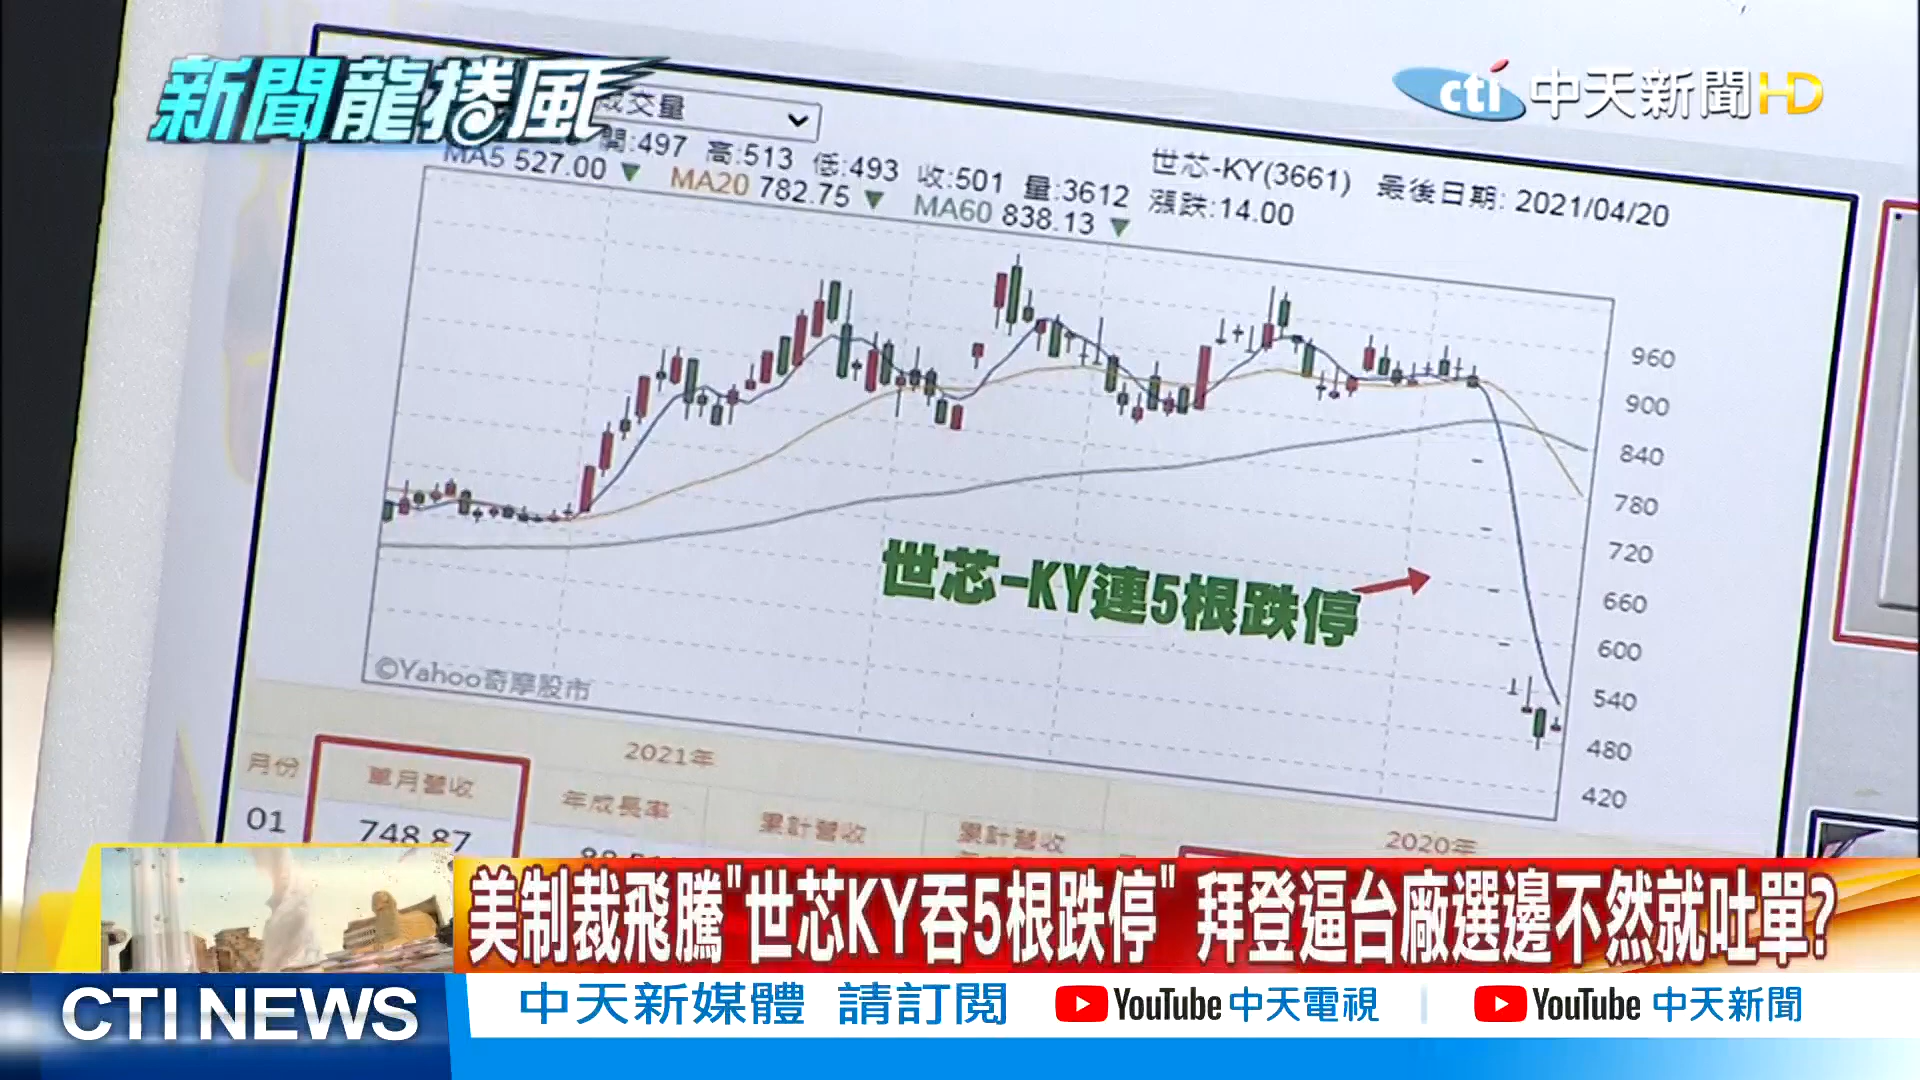 新聞龍捲風
cti 中天新聞HD
成交量
開:497 高:513 低:493 收:501 量:3612
世芯-KY(3661) 最後日期: 2021/04/20
MA5 527.00 ▼ MA20 782.75 ▼ MA60 838.13 ▼
漲跌:14.00
960
900
840
780
720
660
600
540
480
420
世芯-KY連5根跌停
©Yahoo奇摩股市
2021年
月份
單月營收
年成長率
累計營收
累計營收
2020年
01
748.87
美制裁飛騰"世芯KY吞5根跌停" 拜登逼台廠選邊不然就吐單?
CTI NEWS
中天新媒體 請訂閱 YouTube 中天電視 | YouTube 中天新聞